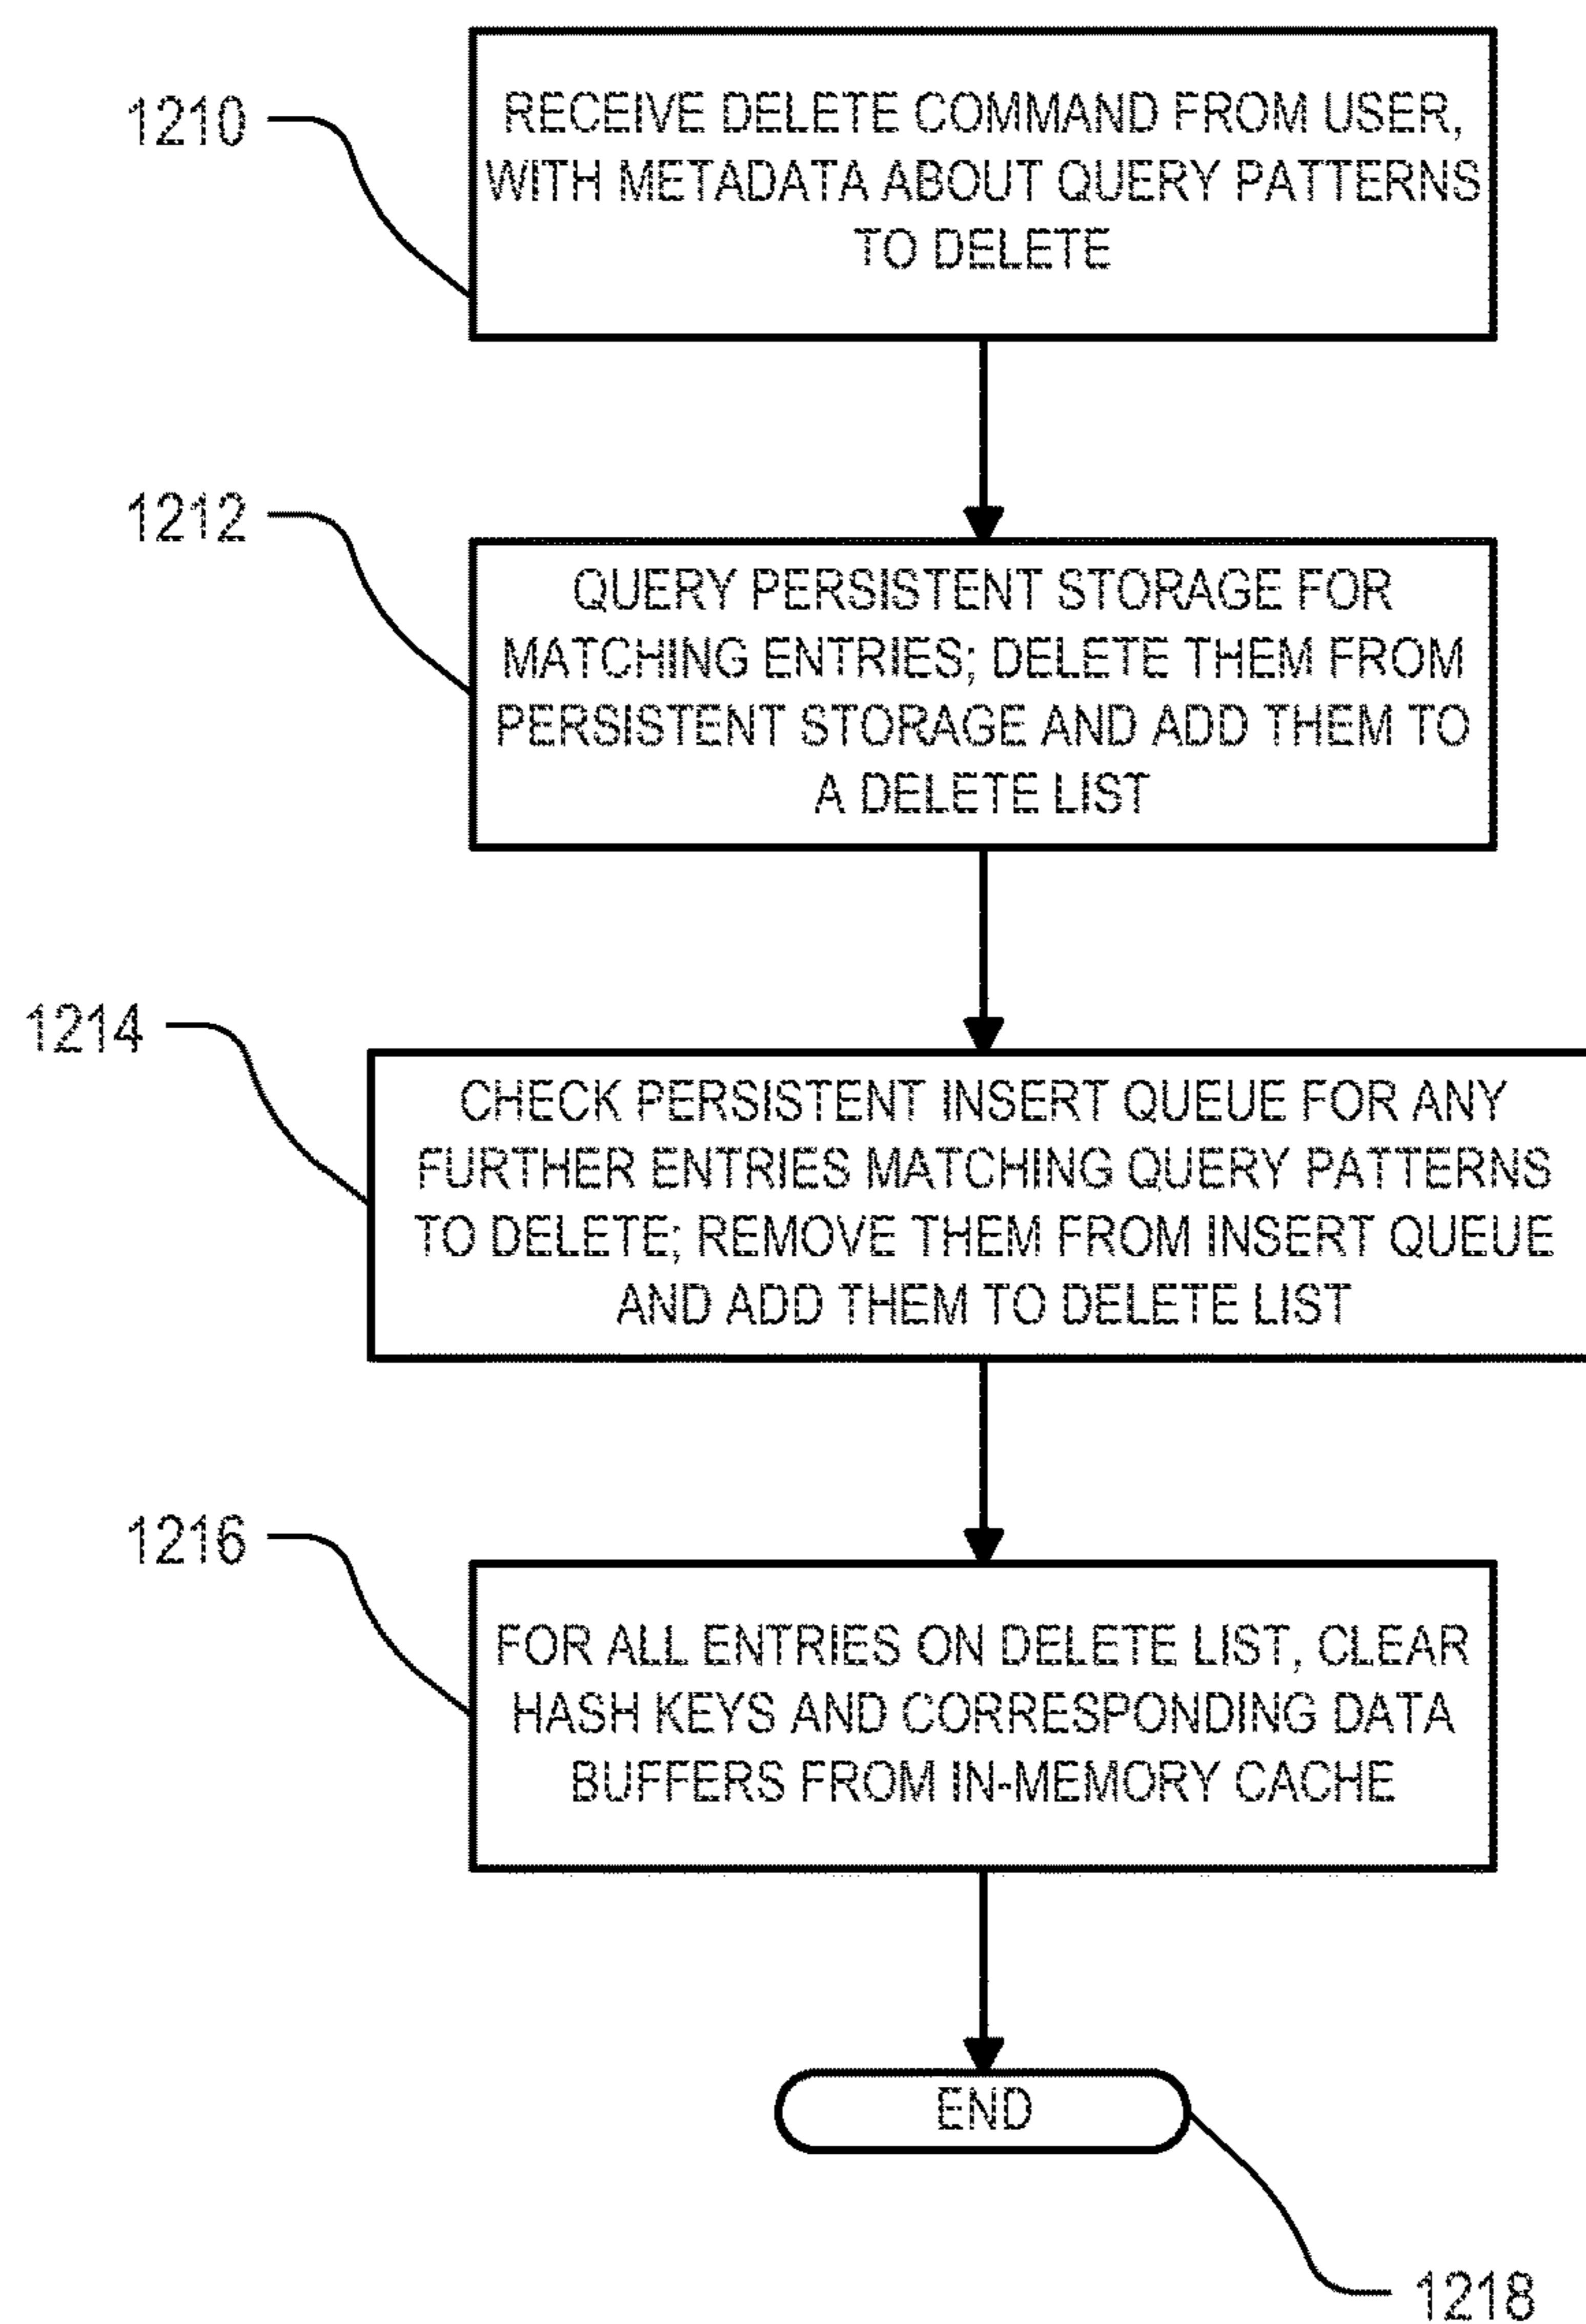 1210
RECEIVE DELETE COMMAND FROM USER,
WITH METADATA ABOUT QUERY PATTERNS
TO DELETE
1212
QUERY PERSISTENT STORAGE FOR
MATCHING ENTRIES; DELETE THEM FROM
PERSISTENT STORAGE AND ADD THEM TO
A DELETE LIST
1214
CHECK PERSISTENT INSERT QUEUE FOR ANY
FURTHER ENTRIES MATCHING QUERY PATTERNS
TO DELETE; REMOVE THEM FROM INSERT QUEUE
AND ADD THEM TO DELETE LIST
1216
FOR ALL ENTRIES ON DELETE LIST, CLEAR
HASH KEYS AND CORRESPONDING DATA
BUFFERS FROM IN-MEMORY CACHE
END
1218